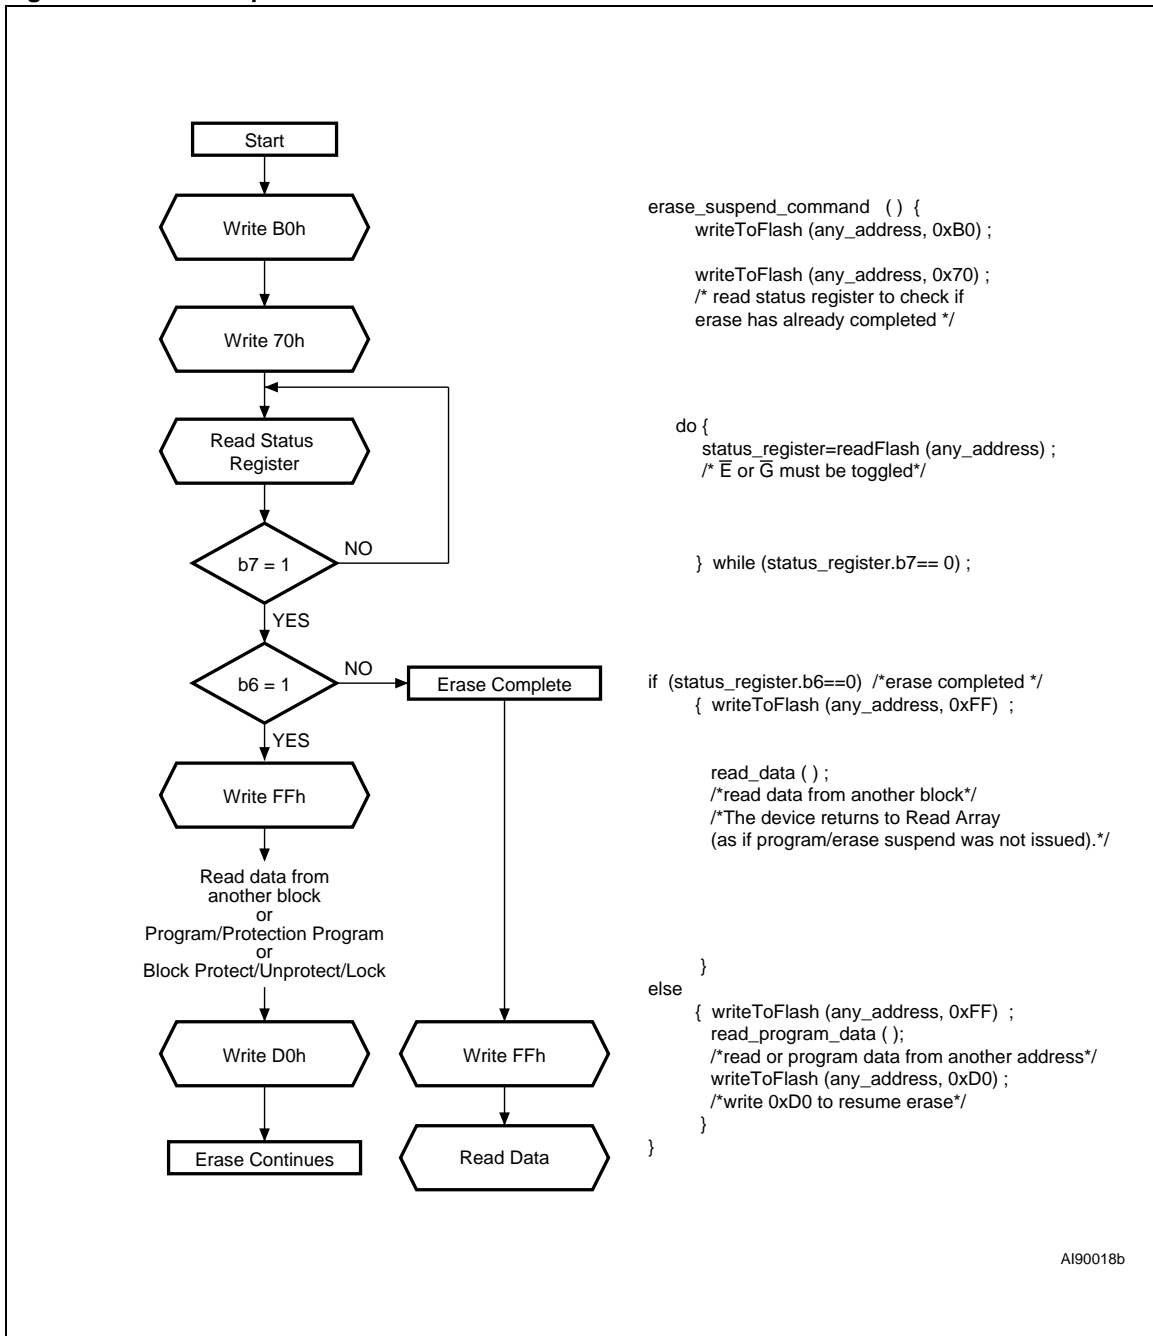 Start
Write B0h
Write 70h
Read Status
Register
b7 = 1
NO
YES
b6 = 1
NO
Erase Complete
YES
Write FFh
Read data from
another block
or
Program/Protection Program
or
Block Protect/Unprotect/Lock
Write D0h
Write FFh
Erase Continues
Read Data
erase_suspend_command ( ) {
writeToFlash (any_address, 0xB0) ;
writeToFlash (any_address, 0x70) ;
/* read status register to check if
erase has already completed */
do {
status_register=readFlash (any_address) ;
/* E̅ or G̅ must be toggled*/
} while (status_register.b7== 0) ;
if (status_register.b6==0) /*erase completed */
{ writeToFlash (any_address, 0xFF) ;
read_data ( ) ;
/*read data from another block*/
/*The device returns to Read Array
(as if program/erase suspend was not issued).*/
}
else
{ writeToFlash (any_address, 0xFF) ;
read_program_data ( );
/*read or program data from another address*/
writeToFlash (any_address, 0xD0) ;
/*write 0xD0 to resume erase*/
}
}
AI90018b